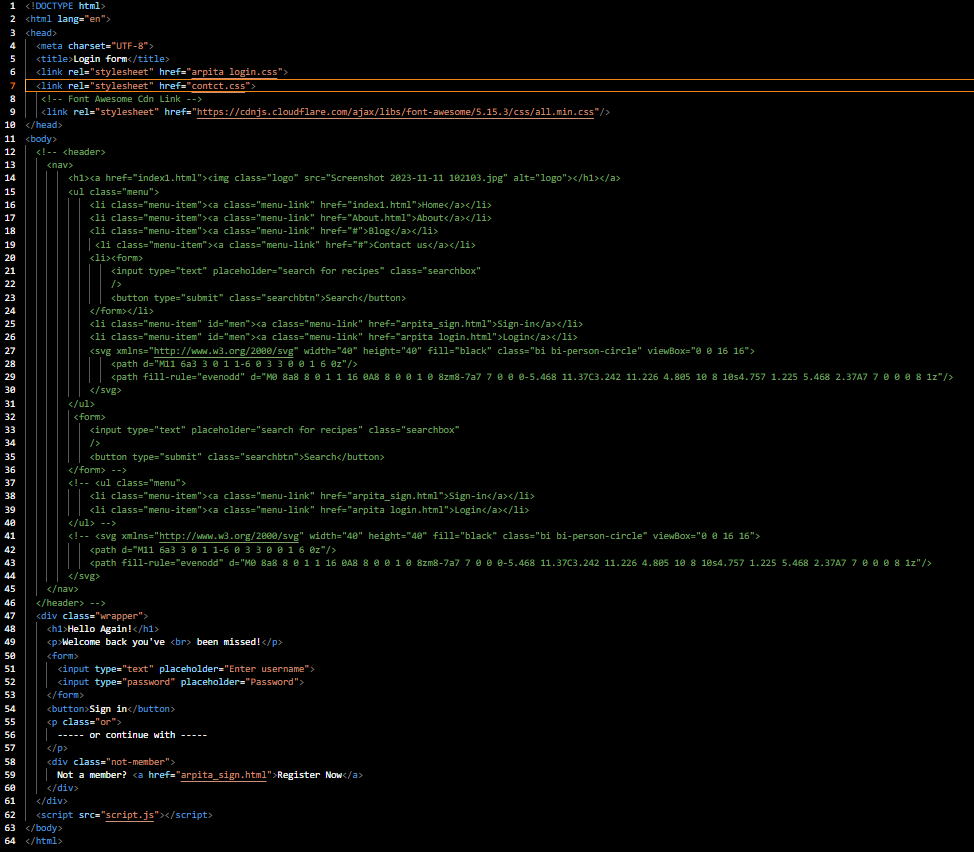 1 <!DOCTYPE html>
2 <html lang="en">
3 <head>
4 <meta charset="UTF-8">
5 <title>Login form</title>
6 <link rel="stylesheet" href="arpita login.css">
7 <link rel="stylesheet" href="contct.css">
8 <!-- Font Awesome Cdn Link -->
9 <link rel="stylesheet" href="https://cdnjs.cloudflare.com/ajax/libs/font-awesome/5.15.3/css/all.min.css"/>
10 </head>
11 <body>
12 <!-- <header>
13 <nav>
14 <h1><a href="index1.html"><img class="logo" src="Screenshot 2023-11-11 102103.jpg" alt="logo"></h1></a>
15 <ul class="menu">
16 <li class="menu-item"><a class="menu-link" href="index1.html">Home</a></li>
17 <li class="menu-item"><a class="menu-link" href="About.html">About</a></li>
18 <li class="menu-item"><a class="menu-link" href="#">Blog</a></li>
19 <li class="menu-item"><a class="menu-link" href="#">Contact us</a></li>
20 <li><form>
21 <input type="text" placeholder="search for recipes" class="searchbox"
22 />
23 <button type="submit" class="searchbtn">Search</button>
24 </form></li>
25 <li class="menu-item" id="men"><a class="menu-link" href="arpita_sign.html">Sign-in</a></li>
26 <li class="menu-item" id="men"><a class="menu-link" href="arpita login.html">Login</a></li>
27 <svg xmlns="http://www.w3.org/2000/svg" width="40" height="40" fill="black" class="bi bi-person-circle" viewBox="0 0 16 16">
28 <path d="M11 6a3 3 0 1 1-6 0 3 3 0 0 1 6 0z"/>
29 <path fill-rule="evenodd" d="M0 8a8 8 0 1 1 16 0A8 8 0 0 1 0 8zm8-7a7 7 0 0 0-5.468 11.37C3.242 11.226 4.805 10 8 10s4.757 1.225 5.468 2.37A7 7 0 0 0 8 1z"/>
30 </svg>
31 </ul>
32 <form>
33 <input type="text" placeholder="search for recipes" class="searchbox"
34 />
35 <button type="submit" class="searchbtn">Search</button>
36 </form> -->
37 <!-- <ul class="menu">
38 <li class="menu-item"><a class="menu-link" href="arpita_sign.html">Sign-in</a></li>
39 <li class="menu-item"><a class="menu-link" href="arpita login.html">Login</a></li>
40 </ul> -->
41 <!-- <svg xmlns="http://www.w3.org/2000/svg" width="40" height="40" fill="black" class="bi bi-person-circle" viewBox="0 0 16 16">
42 <path d="M11 6a3 3 0 1 1-6 0 3 3 0 0 1 6 0z"/>
43 <path fill-rule="evenodd" d="M0 8a8 8 0 1 1 16 0A8 8 0 0 1 0 8zm8-7a7 7 0 0 0-5.468 11.37C3.242 11.226 4.805 10 8 10s4.757 1.225 5.468 2.37A7 7 0 0 0 8 1z"/>
44 </svg>
45 </nav>
46 </header> -->
47 <div class="wrapper">
48 <h1>Hello Again!</h1>
49 <p>Welcome back you've <br> been missed!</p>
50 <form>
51 <input type="text" placeholder="Enter username">
52 <input type="password" placeholder="Password">
53 </form>
54 <button>Sign in</button>
55 <p class="or">
56 ----- or continue with -----
57 </p>
58 <div class="not-member">
59 Not a member? <a href="arpita_sign.html">Register Now</a>
60 </div>
61 </div>
62 <script src="script.js"></script>
63 </body>
64 </html>